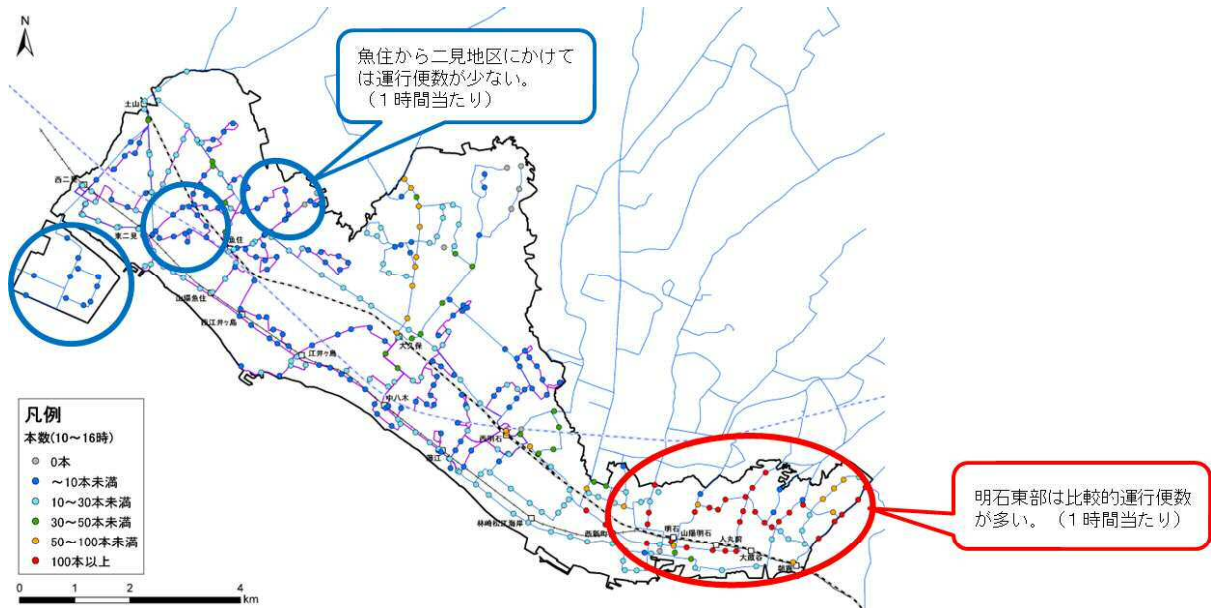 N
魚住から二見地区にかけて
は運行便数が少ない。
（１時間当たり）
土山
西二見
東二見
魚住
山陽魚住
西江井ヶ島
江井ヶ島
大久保
中八木
西明石
藤江
林崎松江海岸
西新町
明石
山陽明石
人丸前
大蔵谷
朝霧
明石東部は比較的運行便数
が多い。（１時間当たり）
凡例
本数(10～16時)
0本
～10本未満
10～30本未満
30～50本未満
50～100本未満
100本以上
0 1 2 4
km